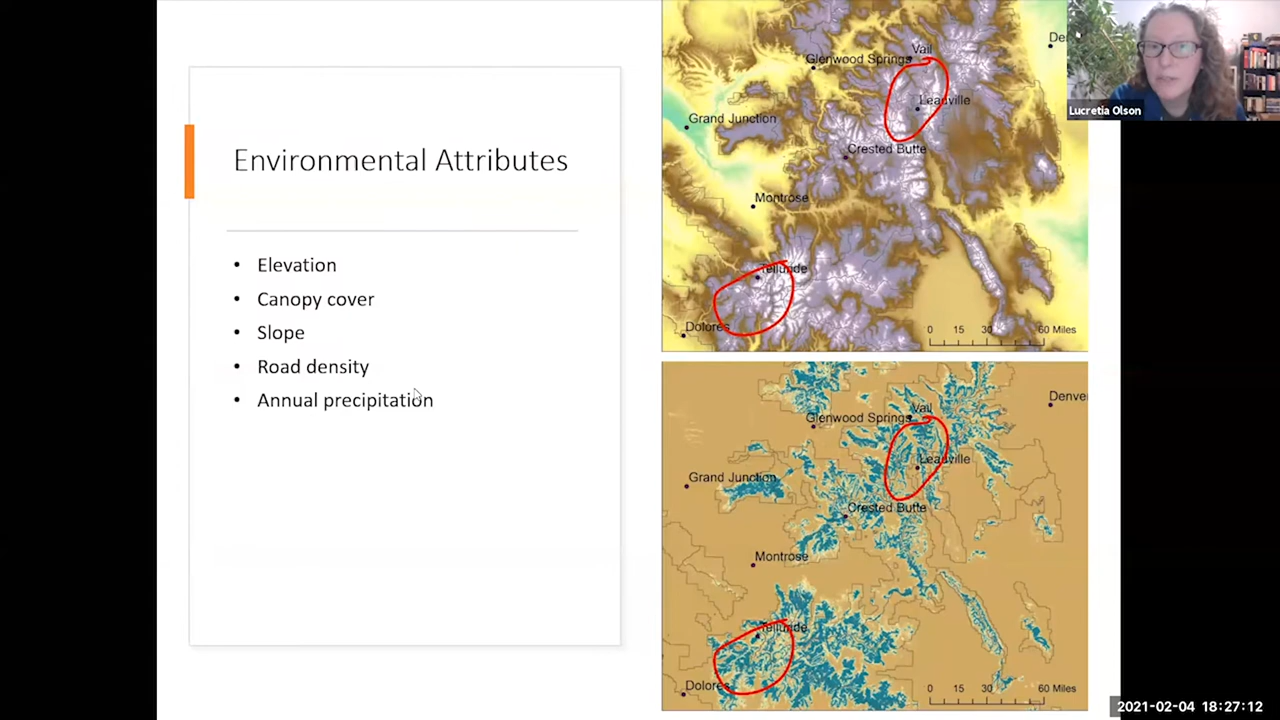 Environmental Attributes
• Elevation
• Canopy cover
• Slope
• Road density
• Annual precipitation
Vail
De
Glenwood Springs
Leadville
Grand Junction
Crested Butte
Montrose
Telluride
Dolores
0 15 30 60 Miles
Vail
Denver
Glenwood Springs
Leadville
Grand Junction
Crested Butte
Montrose
Telluride
Dolores
0 15 30 60 Miles
Lucretia Olson
2021-02-04 18:27:12